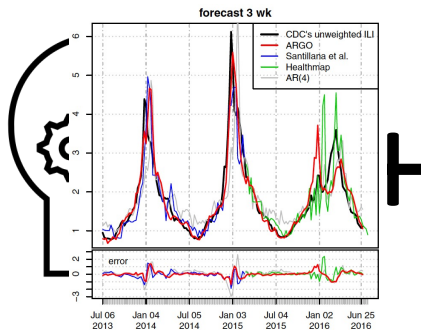 forecast 3 wk
CDC's unweighted ILI
ARGO
Santillana et al.
Healthmap
AR(4)
6
5
4
3
2
1
error
2
1
0
−1
−3
Jul 06 2013
Jan 04 2014
Jul 05 2014
Jan 03 2015
Jul 04 2015
Jan 02 2016
Jun 25 2016